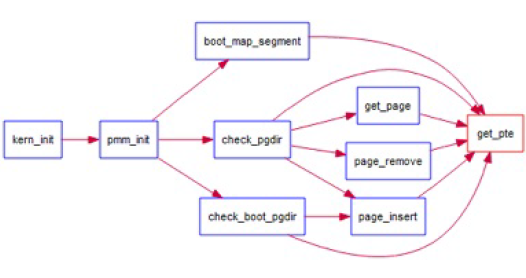 boot_map_segment
get_page
kern_init
pmm_init
check_pgdir
get_pte
page_remove
check_boot_pgdir
page_insert